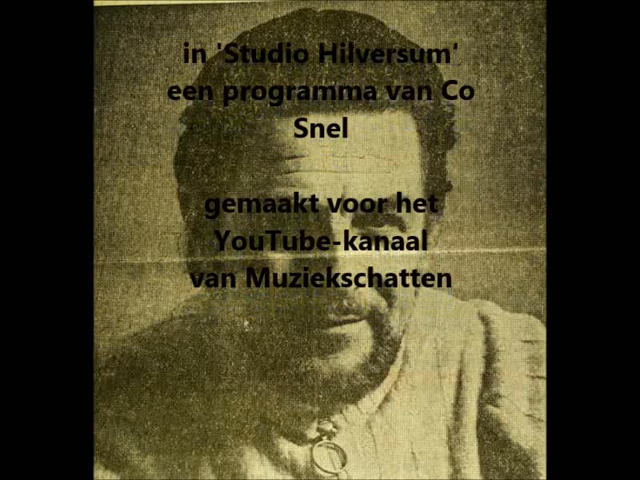 in 'Studio Hilversum'
een programma van Co
Snel
gemaakt voor het
YouTube-kanaal
van Muziekschatten